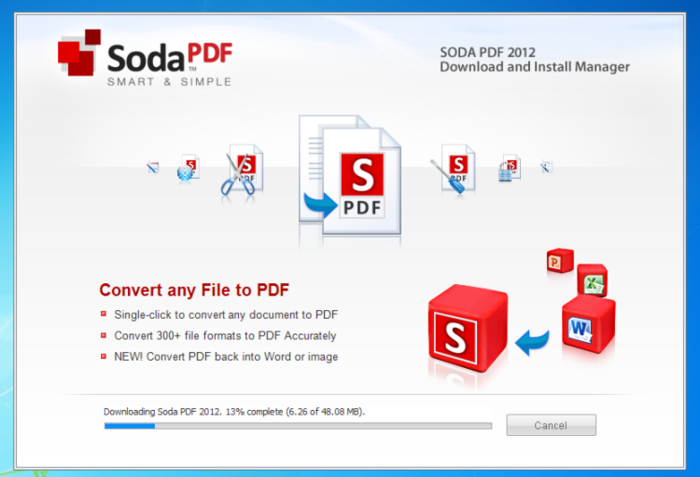 Soda PDF
TM
SMART & SIMPLE
SODA PDF 2012
Download and Install Manager
S
PDF
S
PDF
S
PDF
Convert any File to PDF
Single-click to convert any document to PDF
Convert 300+ file formats to PDF Accurately
NEW! Convert PDF back into Word or image
P
X
W
S
Downloading Soda PDF 2012. 13% complete (6.26 of 48.08 MB).
Cancel